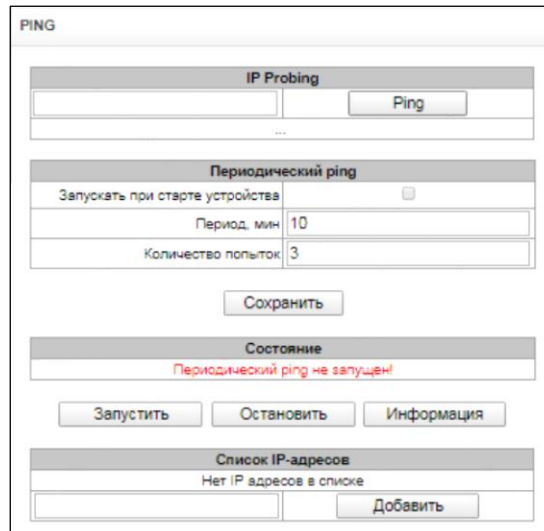 PING
IP Probing
Ping
...
Периодический ping
Запускать при старте устройства
Период, мин 10
Количество попыток 3
Сохранить
Состояние
Периодический ping не запущен!
Запустить Остановить Информация
Список IP-адресов
Нет IP адресов в списке
Добавить